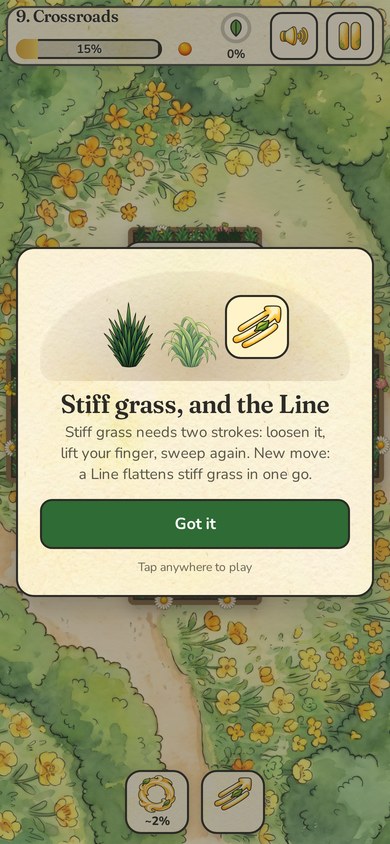 9. Crossroads
15%
0%
Stiff grass, and the Line
Stiff grass needs two strokes: loosen it,
lift your finger, sweep again. New move:
a Line flattens stiff grass in one go.
Got it
Tap anywhere to play
~2%